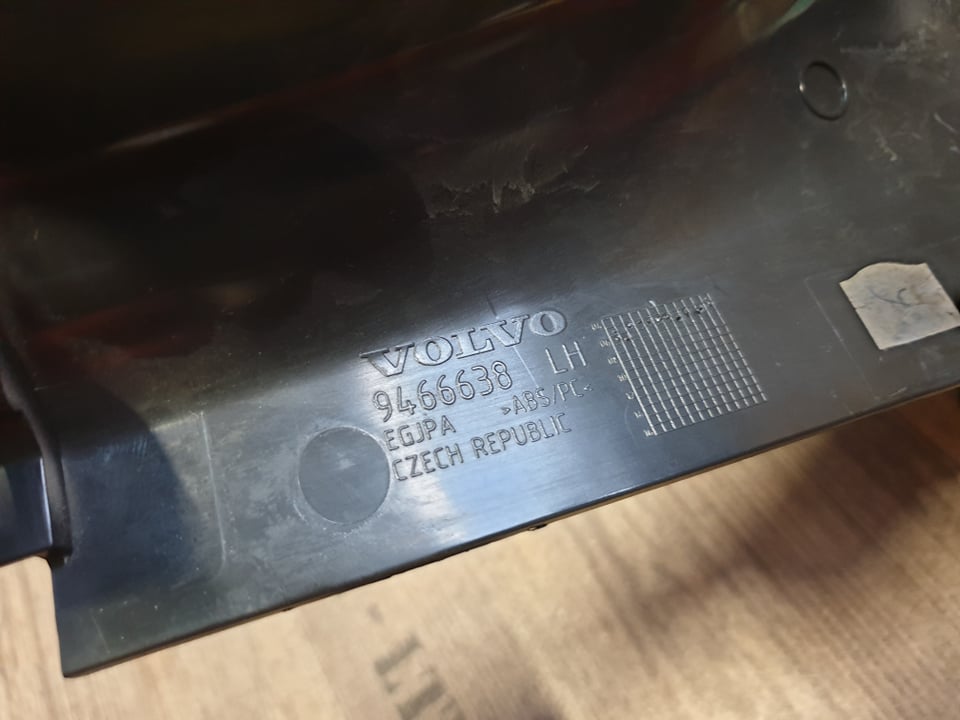 VOLVO
9466638 LH
EGJPA >ABS/PC<
CZECH REPUBLIC